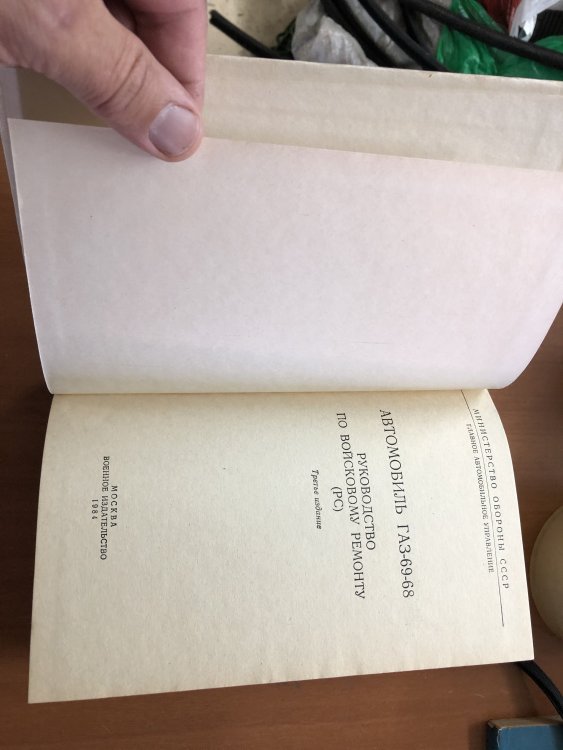 МИНИСТЕРСТВО ОБОРОНЫ СССР
ГЛАВНОЕ АВТОМОБИЛЬНОЕ УПРАВЛЕНИЕ
АВТОМОБИЛЬ ГАЗ-69-68
РУКОВОДСТВО
ПО ВОЙСКОВОМУ РЕМОНТУ
(РС)
Третье издание
МОСКВА
ВОЕННОЕ ИЗДАТЕЛЬСТВО
1984